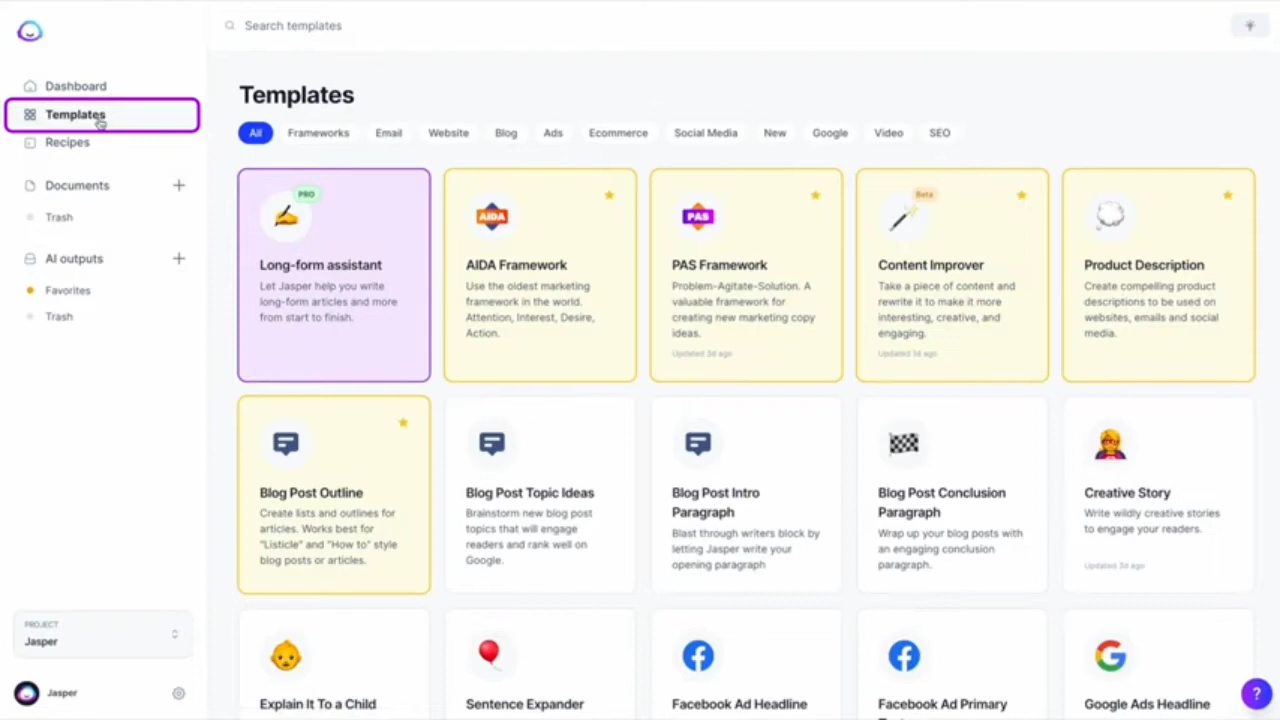 Search templates
Dashboard
Templates
Recipes
Documents
Trash
AI outputs
Favorites
Trash
PROJECT
Jasper
Jasper
Templates
All Frameworks Email Website Blog Ads Ecommerce Social Media New Google Video SEO
PRO
Long-form assistant
Let Jasper help you write
long-form articles and more
from start to finish.
AIDA
AIDA Framework
Use the oldest marketing
framework in the world.
Attention, Interest, Desire,
Action.
PAS
PAS Framework
Problem-Agitate-Solution. A
valuable framework for
creating new marketing copy
ideas.
Updated 3d ago
Beta
Content Improver
Take a piece of content and
rewrite it to make it more
interesting, creative, and
engaging.
Updated 1d ago
Product Description
Create compelling product
descriptions to be used on
websites, emails and social
media.
Blog Post Outline
Create lists and outlines for
articles. Works best for
"Listicle" and "How to" style
blog posts or articles.
Blog Post Topic Ideas
Brainstorm new blog post
topics that will engage
readers and rank well on
Google.
Blog Post Intro
Paragraph
Blast through writers block by
letting Jasper write your
opening paragraph
Blog Post Conclusion
Paragraph
Wrap up your blog posts with
an engaging conclusion
paragraph.
Creative Story
Write wildly creative stories
to engage your readers.
Updated 3d ago
Explain It To a Child
Sentence Expander
Facebook Ad Headline
Facebook Ad Primary
Google Ads Headline
?